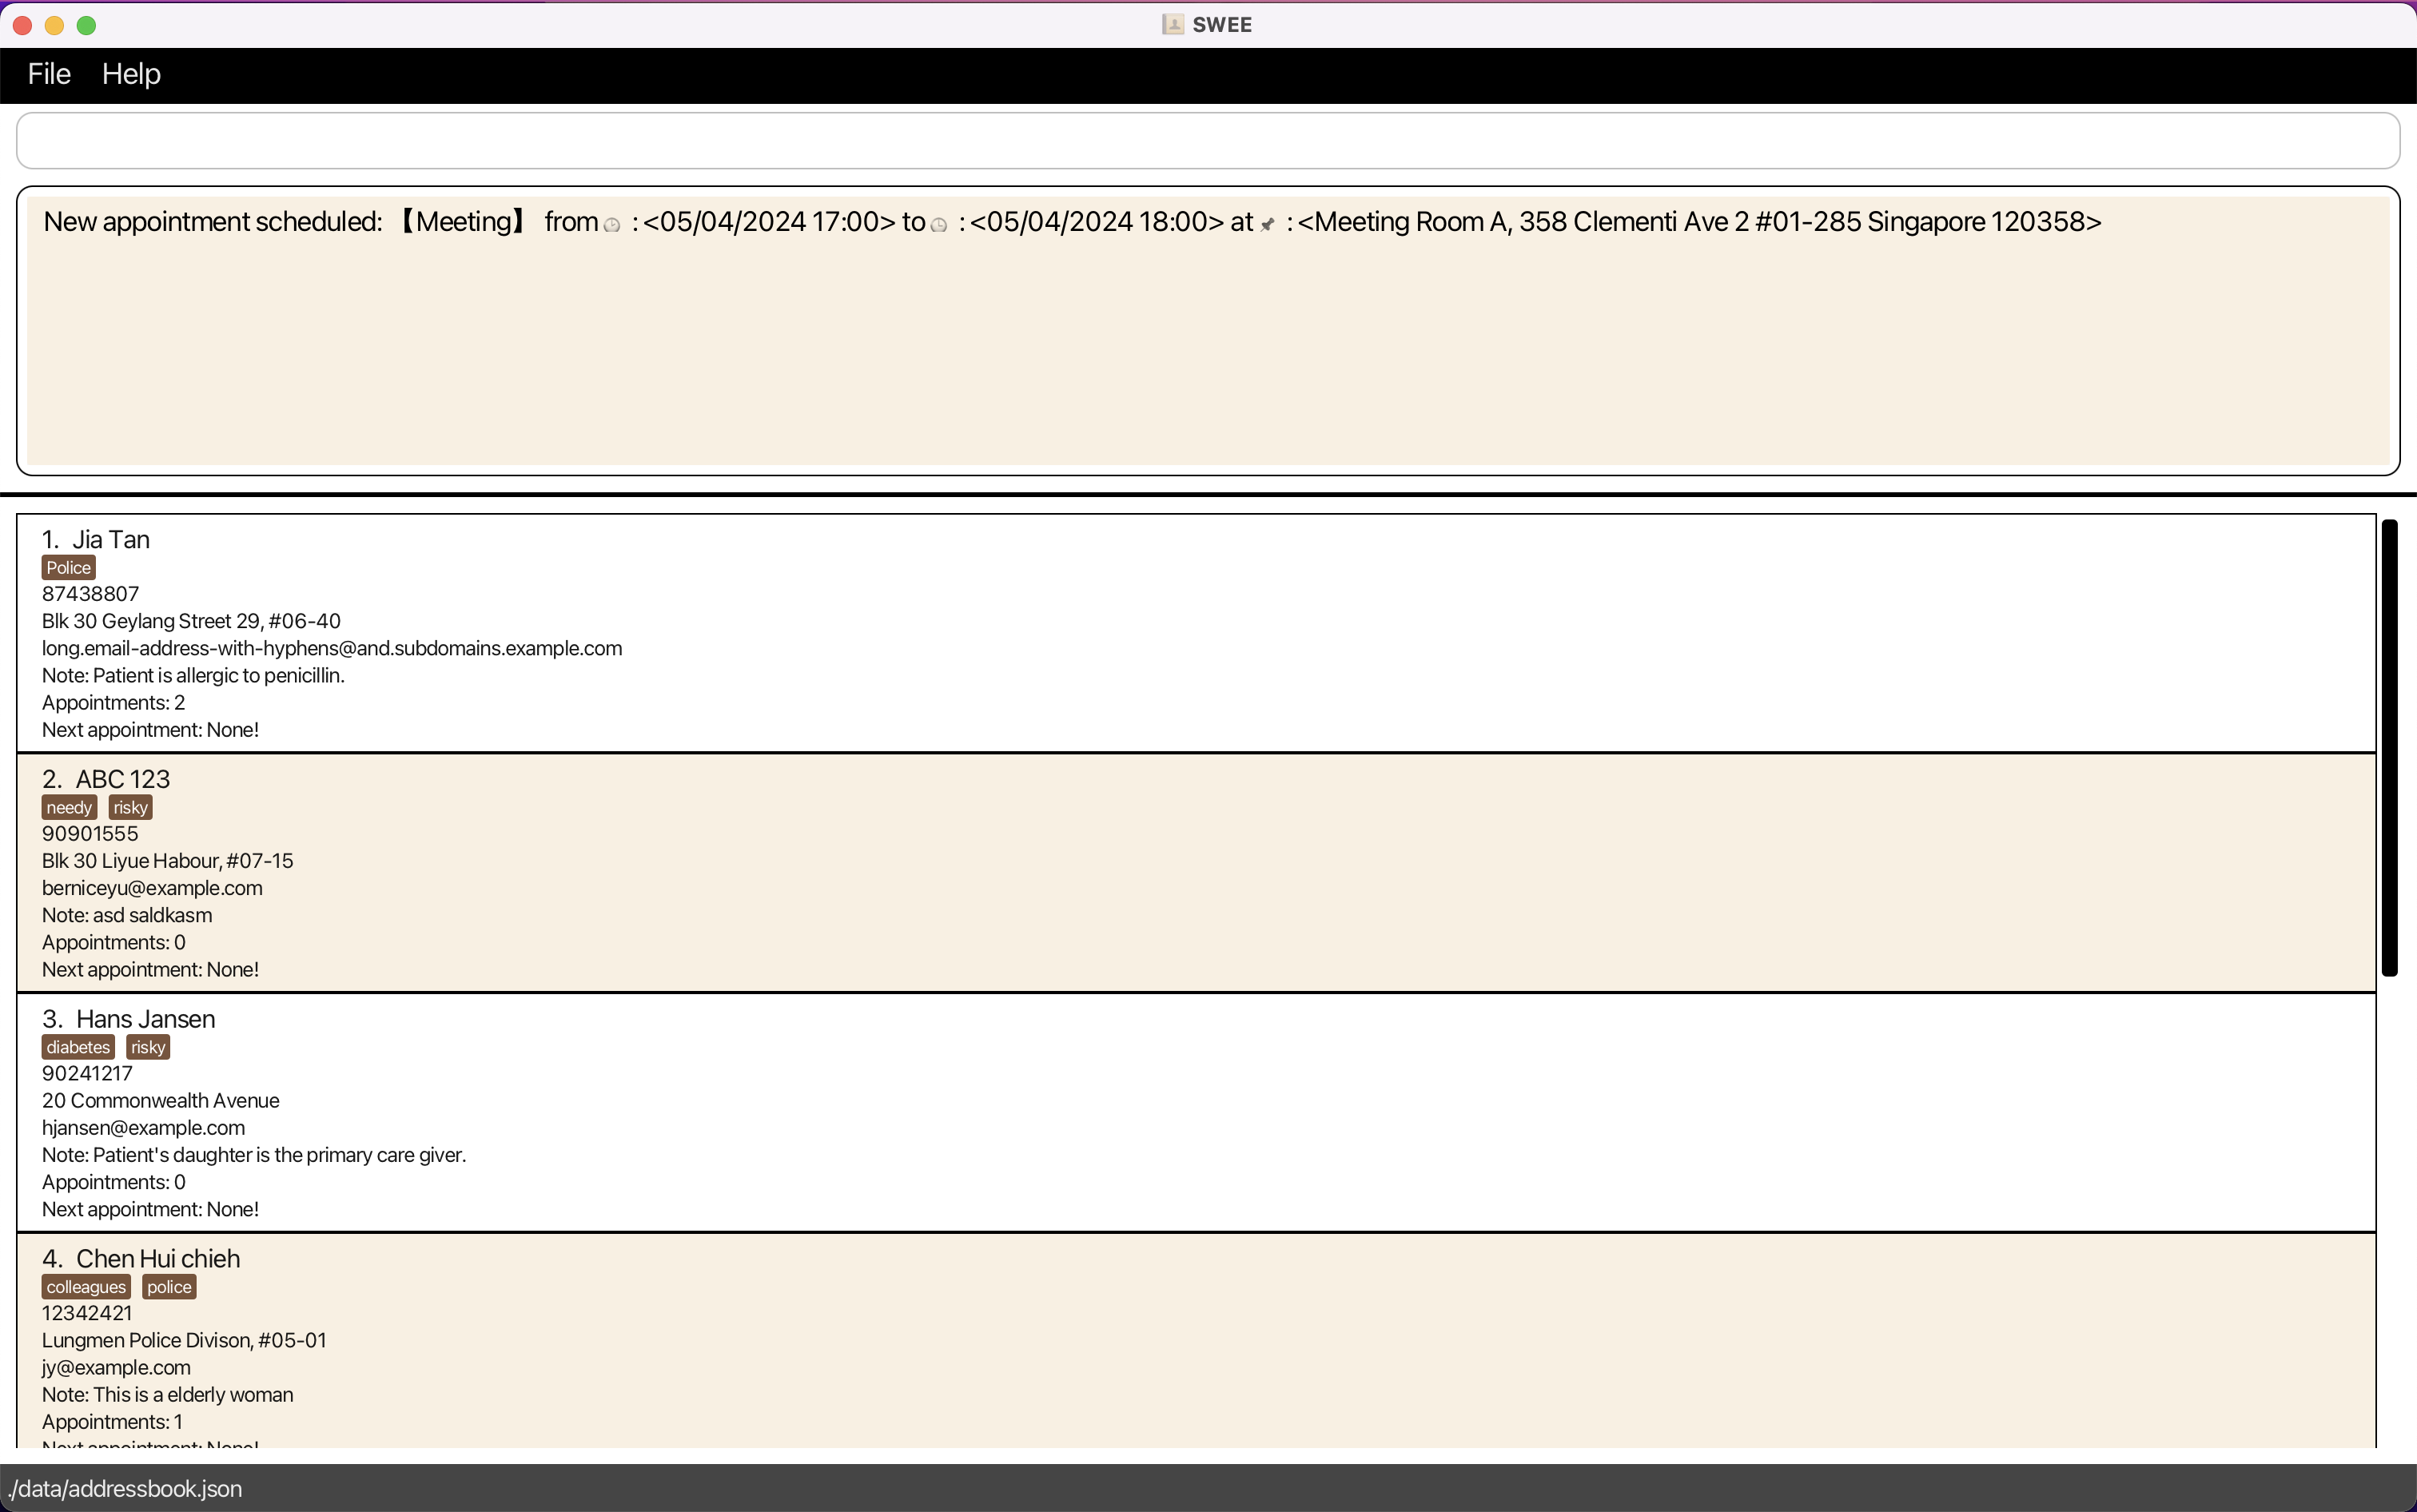 SWEE
File Help
New appointment scheduled: 【Meeting】 from🕒 : <05/04/2024 17:00> to🕒 : <05/04/2024 18:00> at📌 : <Meeting Room A, 358 Clementi Ave 2 #01-285 Singapore 120358>
1. Jia Tan
Police
87438807
Blk 30 Geylang Street 29, #06-40
long.email-address-with-hyphens@and.subdomains.example.com
Note: Patient is allergic to penicillin.
Appointments: 2
Next appointment: None!
2. ABC 123
needy risky
90901555
Blk 30 Liyue Habour, #07-15
berniceyu@example.com
Note: asd saldkasm
Appointments: 0
Next appointment: None!
3. Hans Jansen
diabetes risky
90241217
20 Commonwealth Avenue
hjansen@example.com
Note: Patient's daughter is the primary care giver.
Appointments: 0
Next appointment: None!
4. Chen Hui chieh
colleagues police
12342421
Lungmen Police Divison, #05-01
jy@example.com
Note: This is a elderly woman
Appointments: 1
Next appointment: None!
./data/addressbook.json